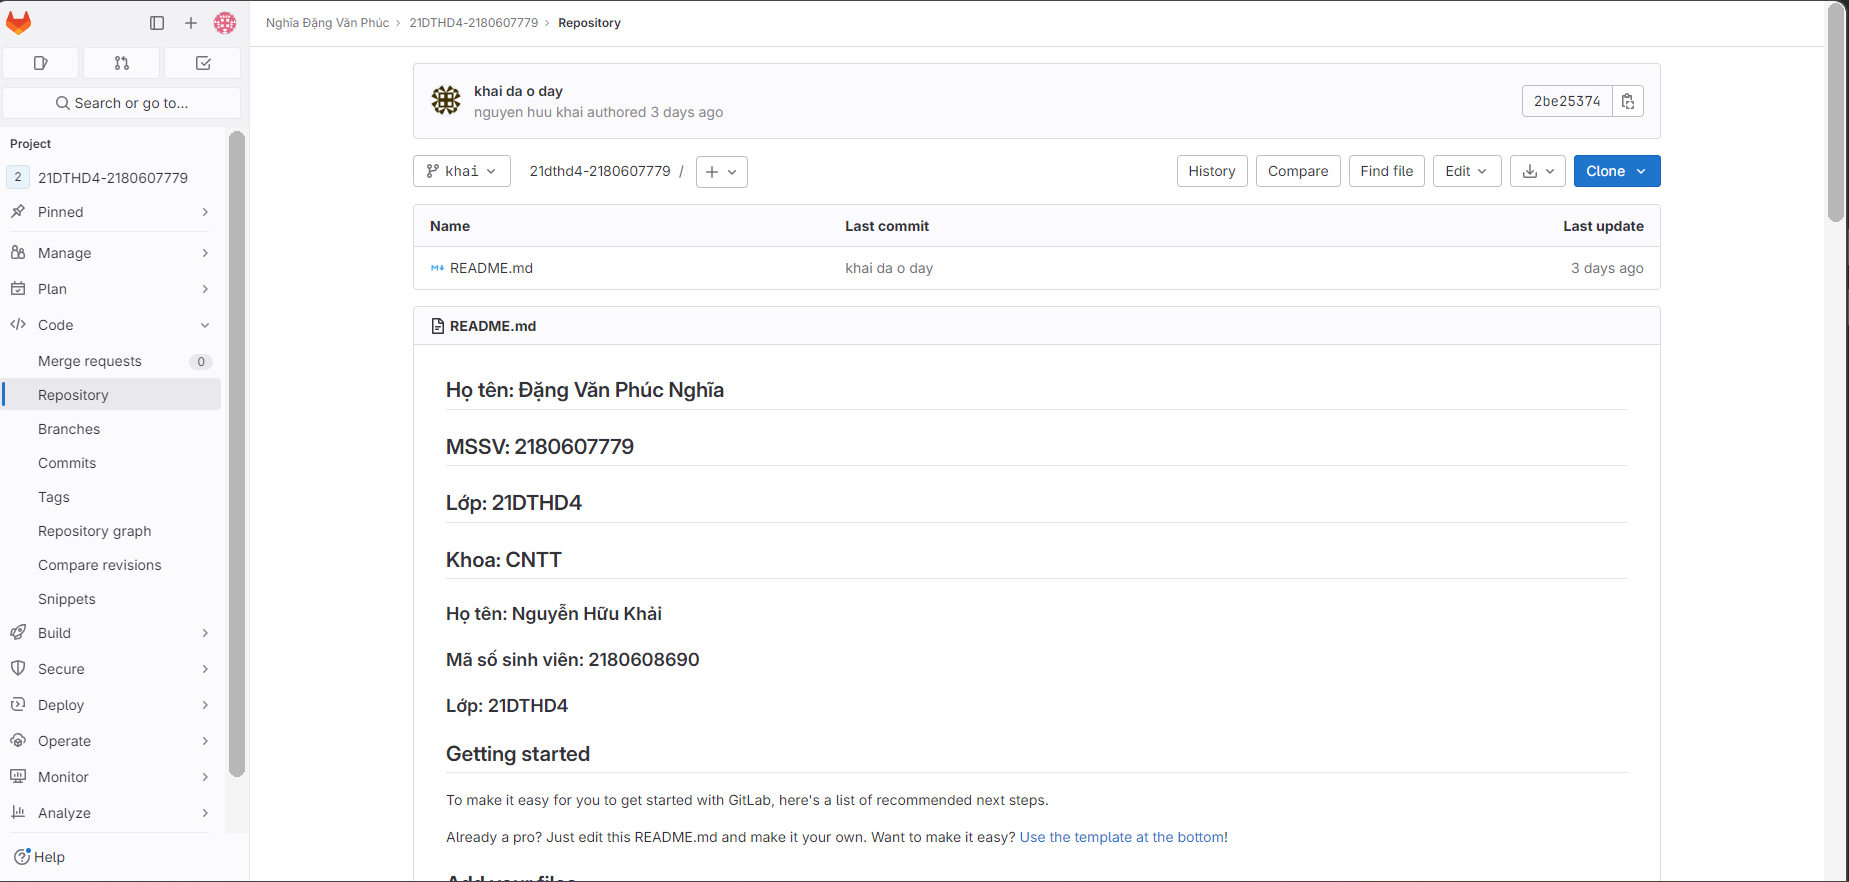 Nghĩa Đặng Văn Phúc › 21DTHD4-2180607779 › Repository
Search or go to...
Project
2 21DTHD4-2180607779
Pinned
Manage
Plan
Code
Merge requests 0
Repository
Branches
Commits
Tags
Repository graph
Compare revisions
Snippets
Build
Secure
Deploy
Operate
Monitor
Analyze
Help
khai da o day
nguyen huu khai authored 3 days ago
2be25374
khai 21dthd4-2180607779 / +
History Compare Find file Edit Clone
Name Last commit Last update
README.md khai da o day 3 days ago
README.md
Họ tên: Đặng Văn Phúc Nghĩa
MSSV: 2180607779
Lớp: 21DTHD4
Khoa: CNTT
Họ tên: Nguyễn Hữu Khải
Mã số sinh viên: 2180608690
Lớp: 21DTHD4
Getting started
To make it easy for you to get started with GitLab, here's a list of recommended next steps.
Already a pro? Just edit this README.md and make it your own. Want to make it easy? Use the template at the bottom!
Add your files